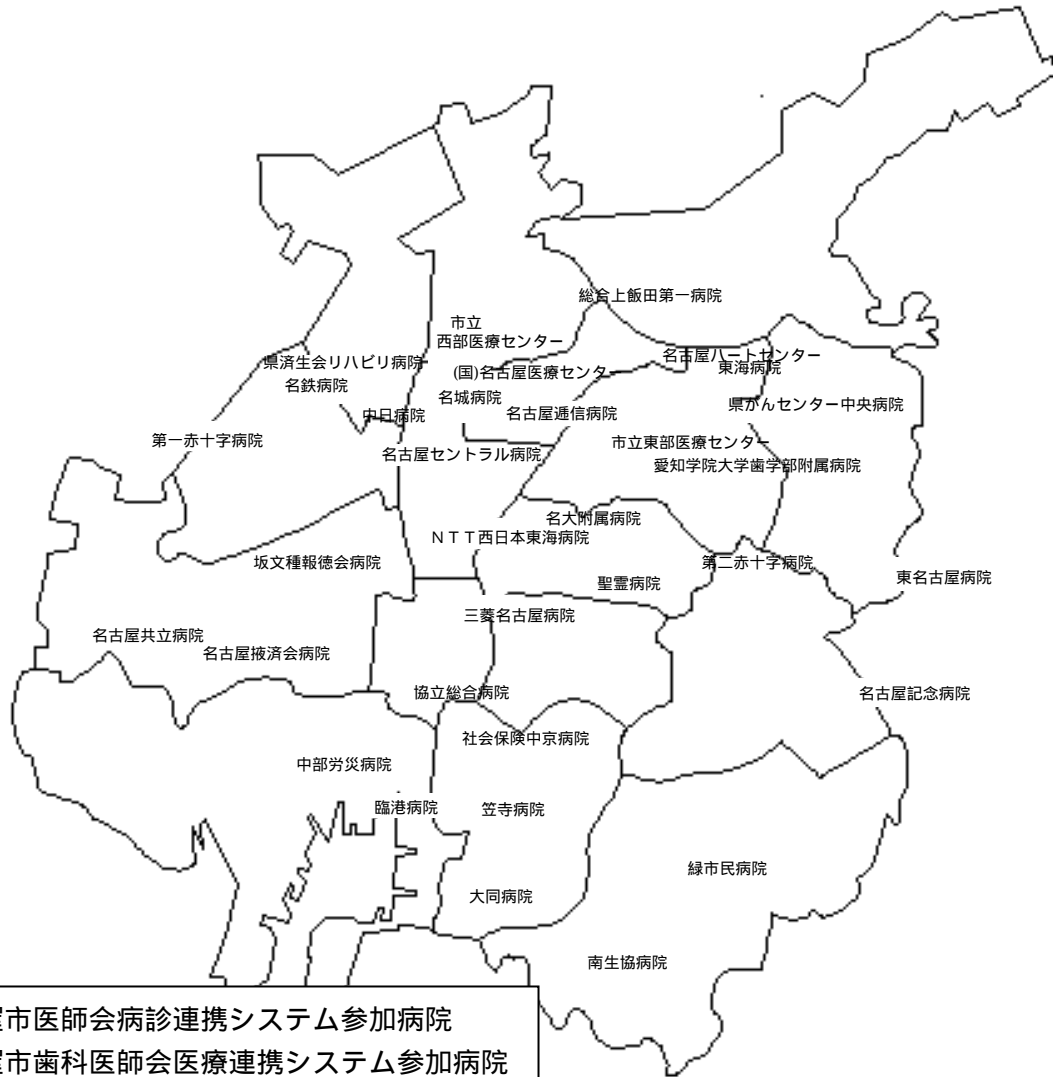 総合上飯田第一病院
市立
西部医療センター
名古屋ハートセンター
県済生会リハビリ病院
東海病院
(国)名古屋医療センター
名鉄病院
名城病院
県がんセンター中央病院
中日病院
名古屋逓信病院
第一赤十字病院
市立東部医療センター
名古屋セントラル病院
愛知学院大学歯学部附属病院
名大附属病院
NTT西日本東海病院
坂文種報徳会病院
第二赤十字病院
東名古屋病院
聖霊病院
三菱名古屋病院
名古屋共立病院
名古屋掖済会病院
協立総合病院
名古屋記念病院
社会保険中京病院
中部労災病院
臨港病院
笠寺病院
緑市民病院
大同病院
南生協病院
屋市医師会病診連携システム参加病院
屋市歯科医師会医療連携システム参加病院